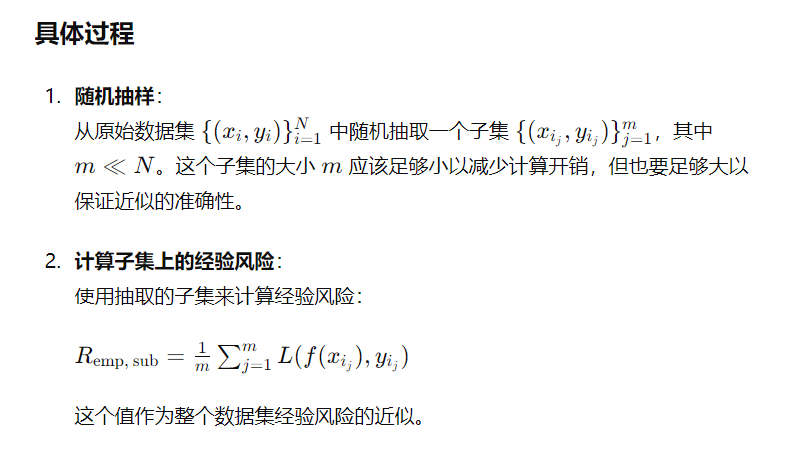 具体过程
1. 随机抽样：
从原始数据集 $\{(x_i, y_i)\}_{i=1}^{N}$ 中随机抽取一个子集 $\{(x_{i_j}, y_{i_j})\}_{j=1}^{m}$，其中
$m \ll N$。这个子集的大小 $m$ 应该足够小以减少计算开销，但也要足够大以
保证近似的准确性。
2. 计算子集上的经验风险：
使用抽取的子集来计算经验风险：
$R_{\text{emp, sub}} = \frac{1}{m} \sum_{j=1}^{m} L(f(x_{i_j}), y_{i_j})$
这个值作为整个数据集经验风险的近似。